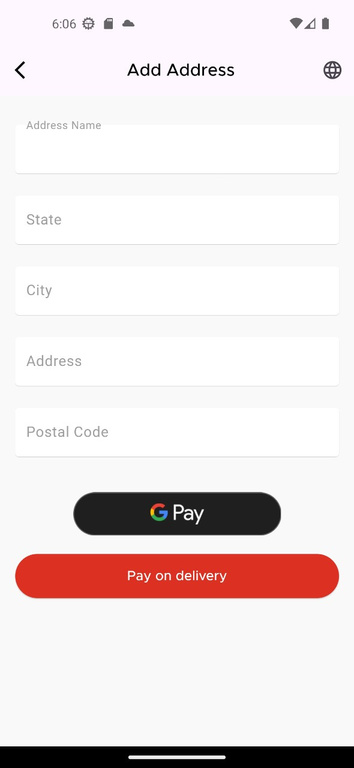 6:06
Add Address
Address Name
State
City
Address
Postal Code
G Pay
Pay on delivery